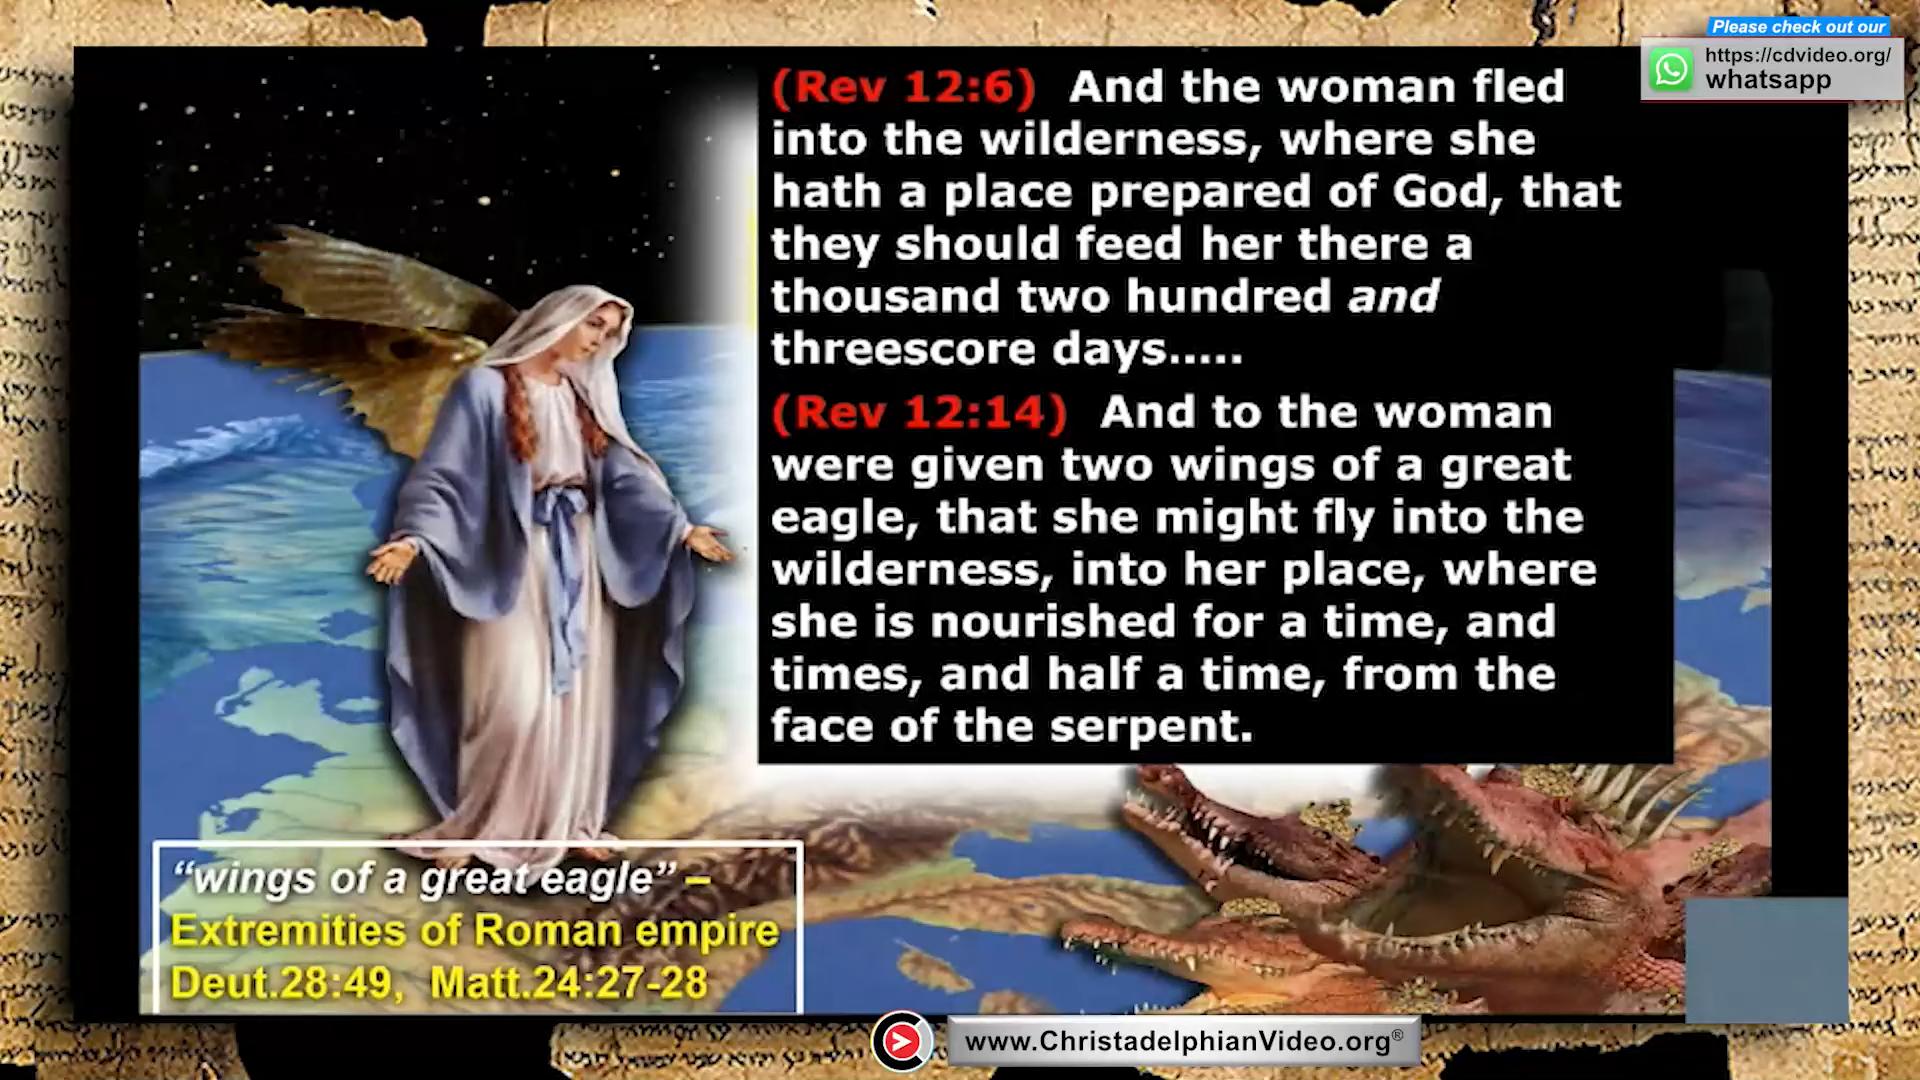 Please check out our
https://cdvideo.org/
whatsapp
(Rev 12:6) And the woman fled
into the wilderness, where she
hath a place prepared of God, that
they should feed her there a
thousand two hundred and
threescore days.....
(Rev 12:14) And to the woman
were given two wings of a great
eagle, that she might fly into the
wilderness, into her place, where
she is nourished for a time, and
times, and half a time, from the
face of the serpent.
“wings of a great eagle” –
Extremities of Roman empire
Deut.28:49, Matt.24:27-28
www.ChristadelphianVideo.org®